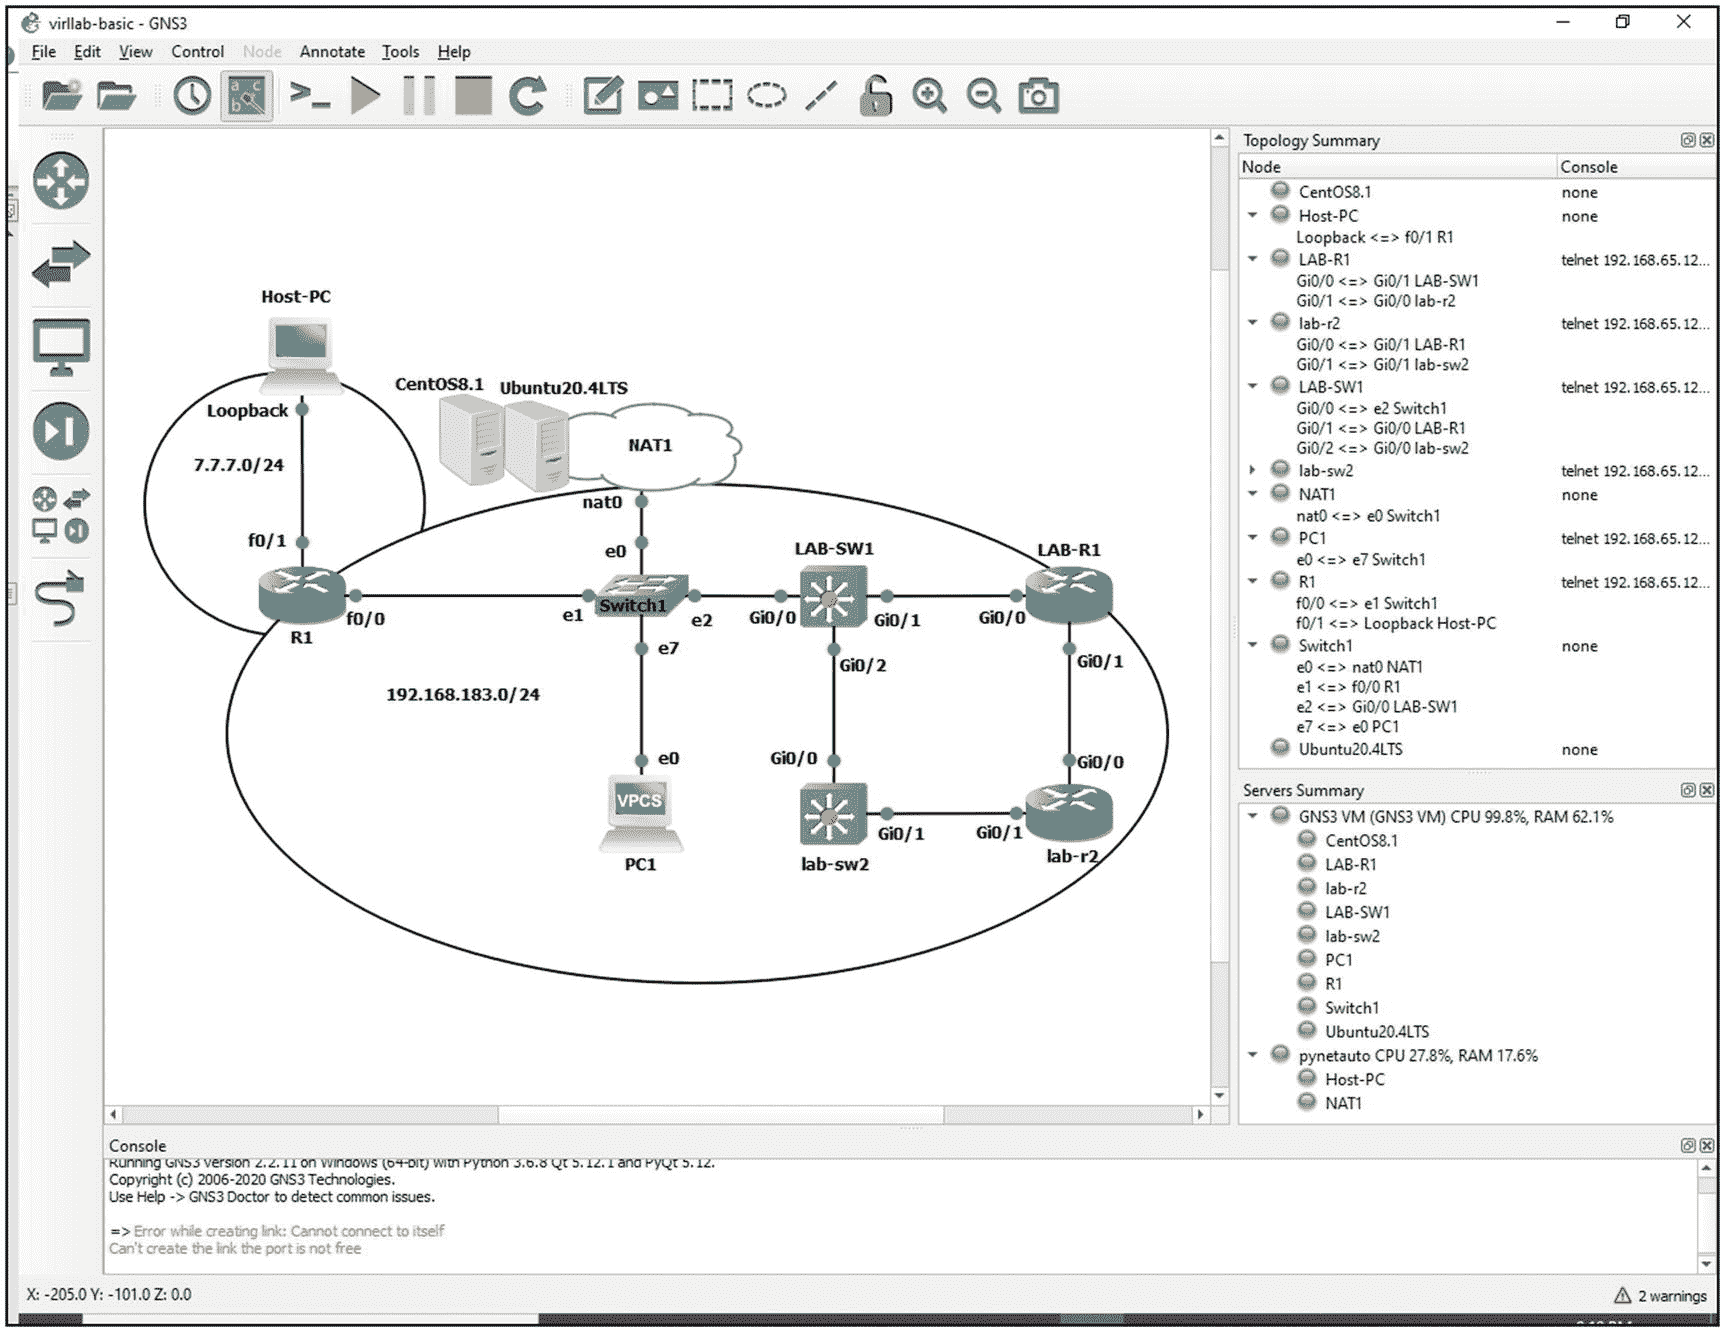 virllab-basic - GNS3
File Edit View Control Node Annotate Tools Help
Host-PC
CentOS8.1 Ubuntu20.4LTS
Loopback
NAT1
7.7.7.0/24
nat0
f0/1
e0
LAB-SW1
LAB-R1
Switch1
f0/0
e1
e2
Gi0/0
Gi0/1
Gi0/0
R1
e7
Gi0/2
Gi0/1
192.168.183.0/24
e0
Gi0/0
Gi0/0
VPCS
Gi0/1
Gi0/1
PC1
lab-sw2
lab-r2
Topology Summary
Node Console
CentOS8.1 none
Host-PC none
Loopback <=> f0/1 R1
LAB-R1 telnet 192.168.65.12...
Gi0/0 <=> Gi0/1 LAB-SW1
Gi0/1 <=> Gi0/0 lab-r2
lab-r2 telnet 192.168.65.12...
Gi0/0 <=> Gi0/1 LAB-R1
Gi0/1 <=> Gi0/1 lab-sw2
LAB-SW1 telnet 192.168.65.12...
Gi0/0 <=> e2 Switch1
Gi0/1 <=> Gi0/0 LAB-R1
Gi0/2 <=> Gi0/0 lab-sw2
lab-sw2 telnet 192.168.65.12...
NAT1 none
nat0 <=> e0 Switch1
PC1 telnet 192.168.65.12...
e0 <=> e7 Switch1
R1 telnet 192.168.65.12...
f0/0 <=> e1 Switch1
f0/1 <=> Loopback Host-PC
Switch1 none
e0 <=> nat0 NAT1
e1 <=> f0/0 R1
e2 <=> Gi0/0 LAB-SW1
e7 <=> e0 PC1
Ubuntu20.4LTS none
Servers Summary
GNS3 VM (GNS3 VM) CPU 99.8%, RAM 62.1%
CentOS8.1
LAB-R1
lab-r2
LAB-SW1
lab-sw2
PC1
R1
Switch1
Ubuntu20.4LTS
pynetauto CPU 27.8%, RAM 17.6%
Host-PC
NAT1
Console
Running GNS3 version 2.2.11 on Windows (64-bit) with Python 3.6.8 Qt 5.12.1 and PyQt 5.12.
Copyright (c) 2006-2020 GNS3 Technologies.
Use Help -> GNS3 Doctor to detect common issues.
=> Error while creating link: Cannot connect to itself
Can't create the link the port is not free
X: -205.0 Y: -101.0 Z: 0.0
2 warnings